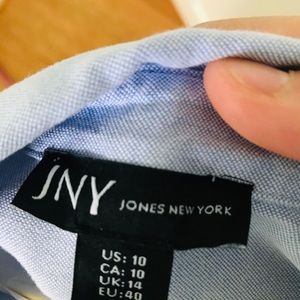 JNY JONES NEW YORK
US: 10
CA: 10
UK: 14
EU: 40